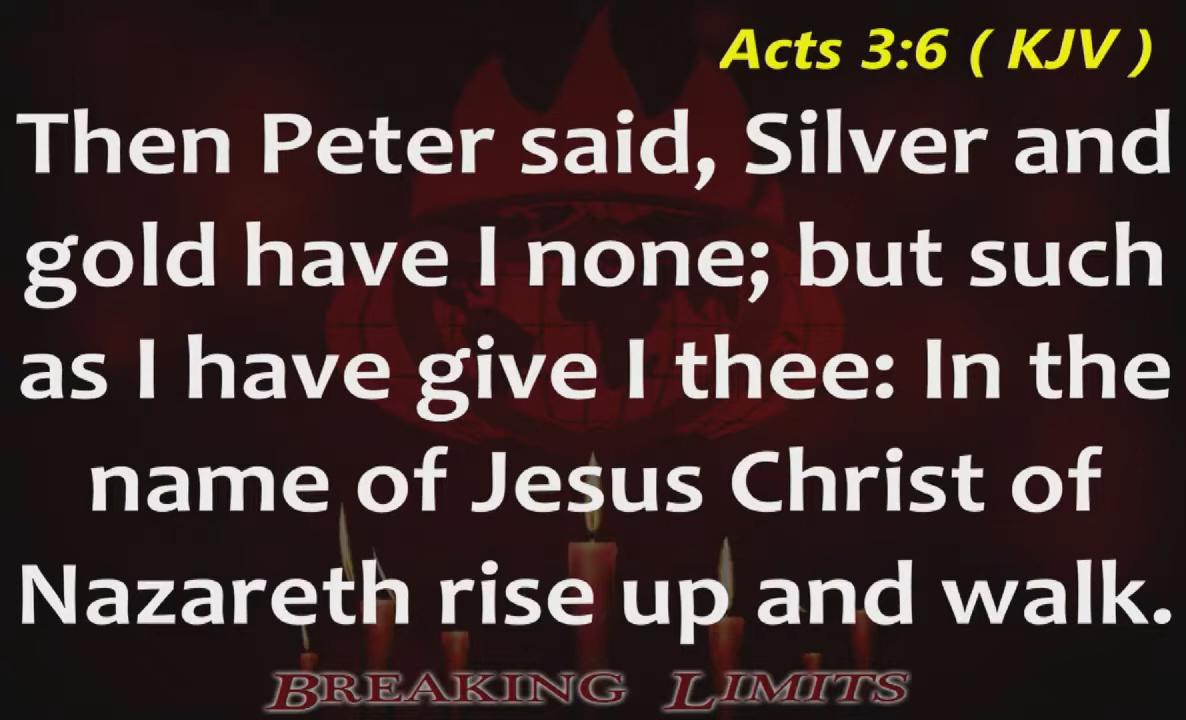 Acts 3:6 ( KJV )
Then Peter said, Silver and
gold have I none; but such
as I have give I thee: In the
name of Jesus Christ of
Nazareth rise up and walk.
BREAKING LIMITS